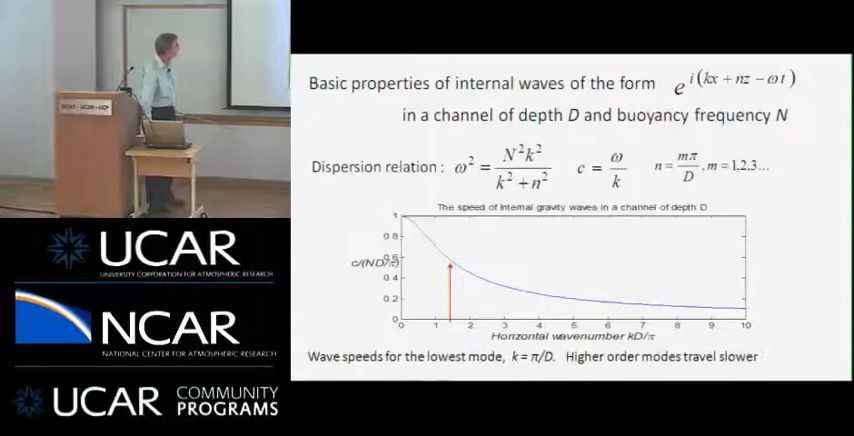 Basic properties of internal waves of the form e^{i(kx + nz − ωt)}
in a channel of depth D and buoyancy frequency N
Dispersion relation : ω² = N²k² / (k² + n²)   c = ω / k   n = mπ / D , m = 1,2,3...
The speed of internal gravity waves in a channel of depth D
1
0.8
0.6
0.4
0.2
0
c/(ND/π)
0 1 2 3 4 5 6 7 8 9 10
Horizontal wavenumber kD/π
Wave speeds for the lowest mode, k = π/D. Higher order modes travel slower
UCAR
UNIVERSITY CORPORATION FOR ATMOSPHERIC RESEARCH
NCAR
NATIONAL CENTER FOR ATMOSPHERIC RESEARCH
UCAR COMMUNITY
PROGRAMS